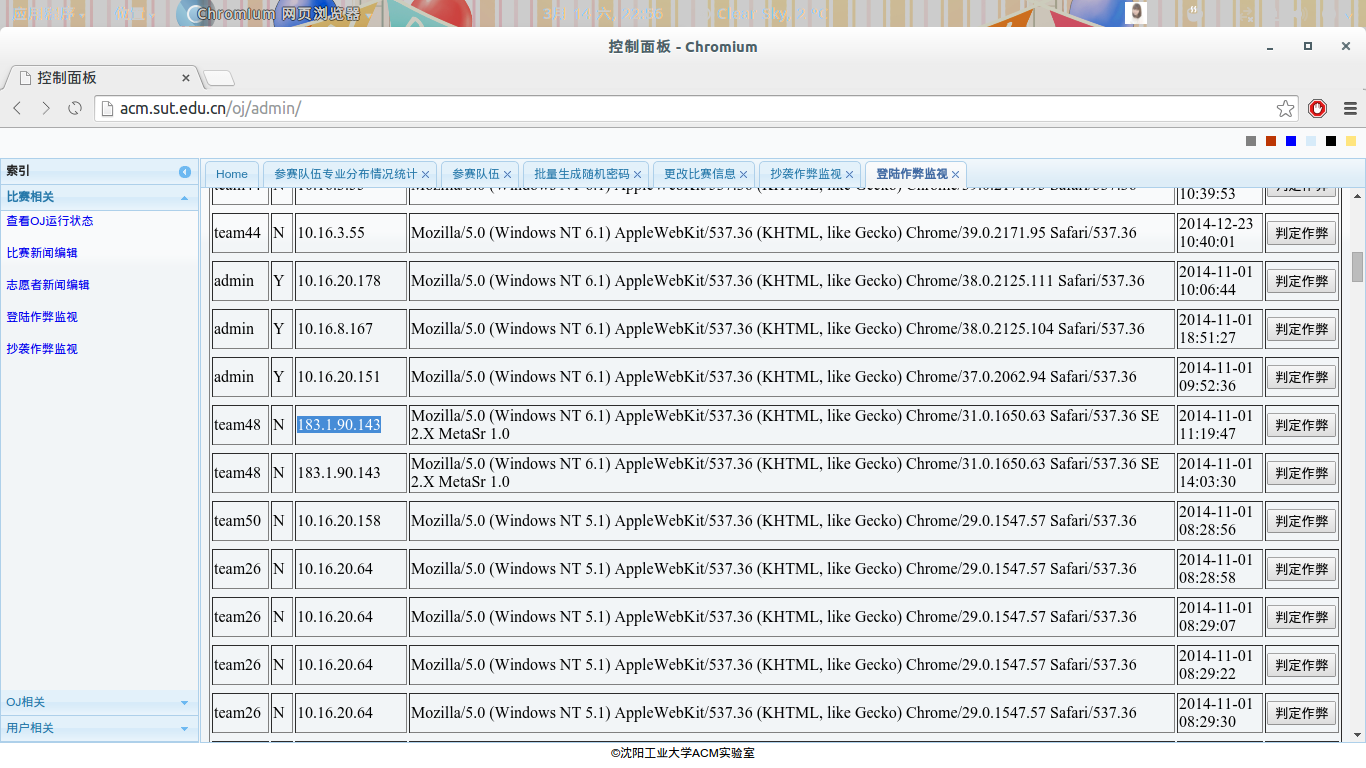 Chromium 网页浏览器
控制面板 - Chromium
控制面板
acm.sut.edu.cn/oj/admin/
索引
比赛相关
查看OJ运行状态
比赛新闻编辑
志愿者新闻编辑
登陆作弊监视
抄袭作弊监视
OJ相关
用户相关
Home 参赛队伍专业分布情况统计 参赛队伍 批量生成随机密码 更改比赛信息 抄袭作弊监视 登陆作弊监视
10:39:53
team44 N 10.16.3.55 Mozilla/5.0 (Windows NT 6.1) AppleWebKit/537.36 (KHTML, like Gecko) Chrome/39.0.2171.95 Safari/537.36 2014-12-23 判定作弊
10:40:01
admin Y 10.16.20.178 Mozilla/5.0 (Windows NT 6.1) AppleWebKit/537.36 (KHTML, like Gecko) Chrome/38.0.2125.111 Safari/537.36 2014-11-01 判定作弊
10:06:44
admin Y 10.16.8.167 Mozilla/5.0 (Windows NT 6.1) AppleWebKit/537.36 (KHTML, like Gecko) Chrome/38.0.2125.104 Safari/537.36 2014-11-01 判定作弊
18:51:27
admin Y 10.16.20.151 Mozilla/5.0 (Windows NT 6.1) AppleWebKit/537.36 (KHTML, like Gecko) Chrome/37.0.2062.94 Safari/537.36 2014-11-01 判定作弊
09:52:36
team48 N 183.1.90.143 Mozilla/5.0 (Windows NT 6.1) AppleWebKit/537.36 (KHTML, like Gecko) Chrome/31.0.1650.63 Safari/537.36 SE 2014-11-01 判定作弊
2.X MetaSr 1.0 11:19:47
team48 N 183.1.90.143 Mozilla/5.0 (Windows NT 6.1) AppleWebKit/537.36 (KHTML, like Gecko) Chrome/31.0.1650.63 Safari/537.36 SE 2014-11-01 判定作弊
2.X MetaSr 1.0 14:03:30
team50 N 10.16.20.158 Mozilla/5.0 (Windows NT 5.1) AppleWebKit/537.36 (KHTML, like Gecko) Chrome/29.0.1547.57 Safari/537.36 2014-11-01 判定作弊
08:28:56
team26 N 10.16.20.64 Mozilla/5.0 (Windows NT 5.1) AppleWebKit/537.36 (KHTML, like Gecko) Chrome/29.0.1547.57 Safari/537.36 2014-11-01 判定作弊
08:28:58
team26 N 10.16.20.64 Mozilla/5.0 (Windows NT 5.1) AppleWebKit/537.36 (KHTML, like Gecko) Chrome/29.0.1547.57 Safari/537.36 2014-11-01 判定作弊
08:29:07
team26 N 10.16.20.64 Mozilla/5.0 (Windows NT 5.1) AppleWebKit/537.36 (KHTML, like Gecko) Chrome/29.0.1547.57 Safari/537.36 2014-11-01 判定作弊
08:29:22
team26 N 10.16.20.64 Mozilla/5.0 (Windows NT 5.1) AppleWebKit/537.36 (KHTML, like Gecko) Chrome/29.0.1547.57 Safari/537.36 2014-11-01 判定作弊
08:29:30
©沈阳工业大学ACM实验室